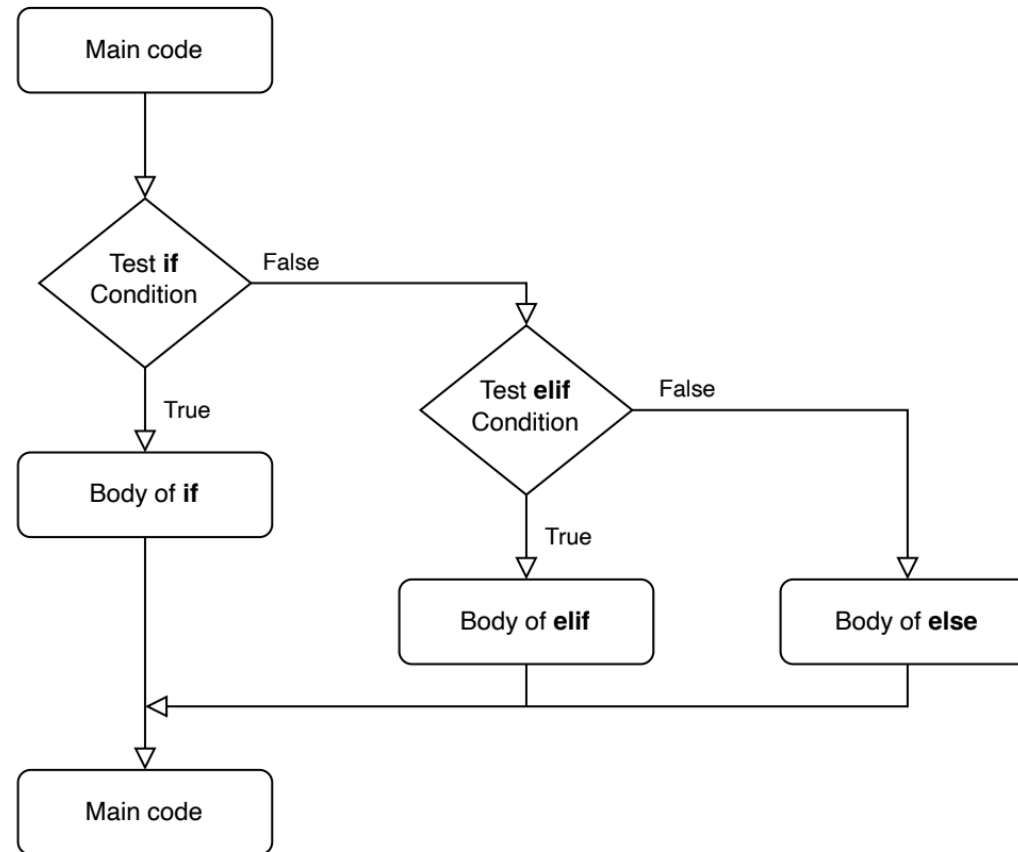 Main code
Test if
Condition
False
True
Test elif
Condition
False
Body of if
True
Body of elif
Body of else
Main code